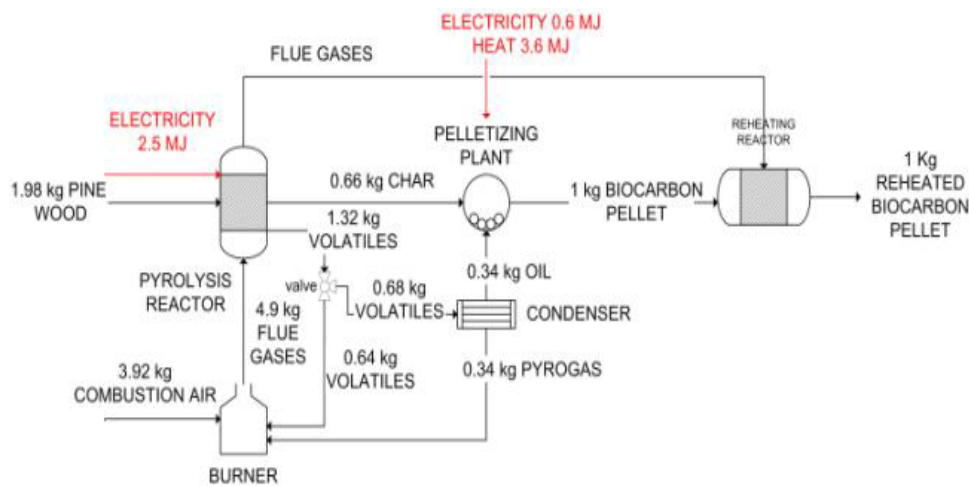 ELECTRICITY 0.6 MJ
HEAT 3.6 MJ
FLUE GASES
ELECTRICITY
2.5 MJ
PELLETIZING
PLANT
REHEATING
REACTOR
1.98 kg PINE
WOOD
0.66 kg CHAR
1 kg BIOCARBON
PELLET
1 Kg
REHEATED
BIOCARBON
PELLET
1.32 kg
VOLATILES
PYROLYSIS
REACTOR
valve
0.34 kg OIL
0.68 kg
VOLATILES
CONDENSER
4.9 kg
FLUE
GASES
0.64 kg
VOLATILES
0.34 kg PYROGAS
3.92 kg
COMBUSTION AIR
BURNER